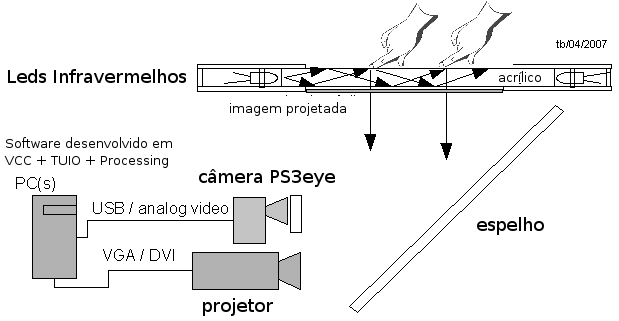 tb/04/2007
Leds Infravermelhos
acrílico
imagem projetada
Software desenvolvido em
VCC + TUIO + Processing
PC(s)
câmera PS3eye
USB / analog video
espelho
VGA / DVI
projetor